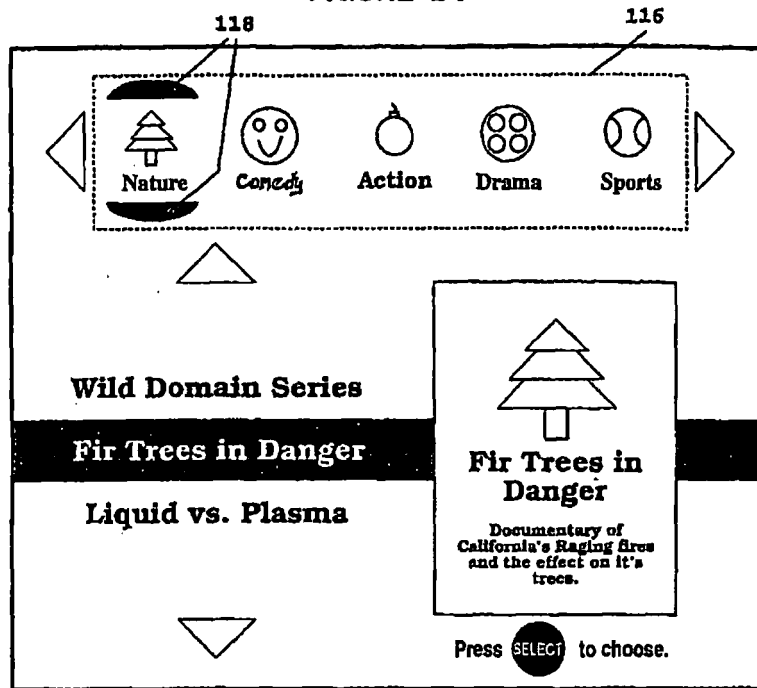 118
116
Nature
Comedy
Action
Drama
Sports
Wild Domain Series
Fir Trees in Danger
Liquid vs. Plasma
Fir Trees in
Danger
Documentary of
California's Raging fires
and the effect on it's
trees.
Press SELECT to choose.